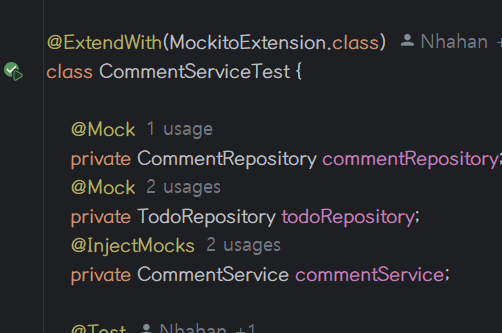 @ExtendWith(MockitoExtension.class) Nhahan +
class CommentServiceTest {
@Mock 1 usage
private CommentRepository commentRepository;
@Mock 2 usages
private TodoRepository todoRepository;
@InjectMocks 2 usages
private CommentService commentService;
@Test Nhahan +1